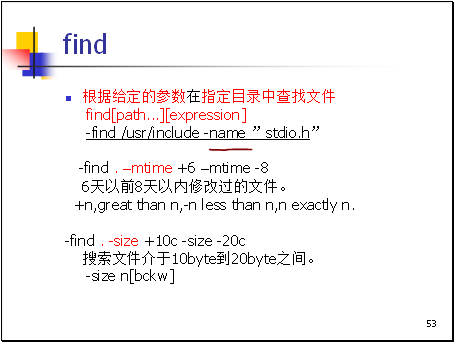 find
根据给定的参数在指定目录中查找文件
find[path...][expression]
-find /usr/include -name ” stdio.h”
-find . –mtime +6 –mtime -8
6天以前8天以内修改过的文件。
+n,great than n,-n less than n,n exactly n.
-find . -size +10c -size -20c
搜索文件介于10byte到20byte之间。
-size n[bckw]
53